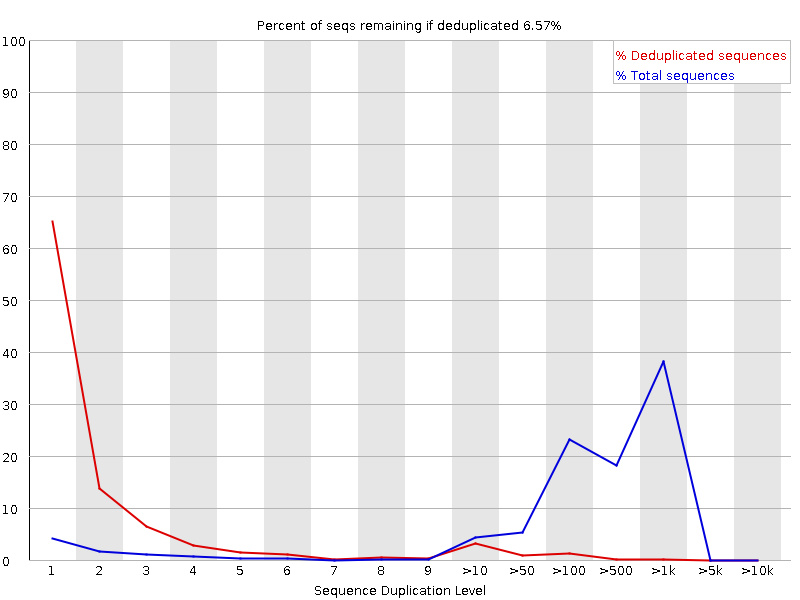 Percent of seqs remaining if deduplicated 6.57%
% Deduplicated sequences
% Total sequences
100
90
80
70
60
50
40
30
20
10
0
1 2 3 4 5 6 7 8 9 >10 >50 >100 >500 >1k >5k >10k
Sequence Duplication Level